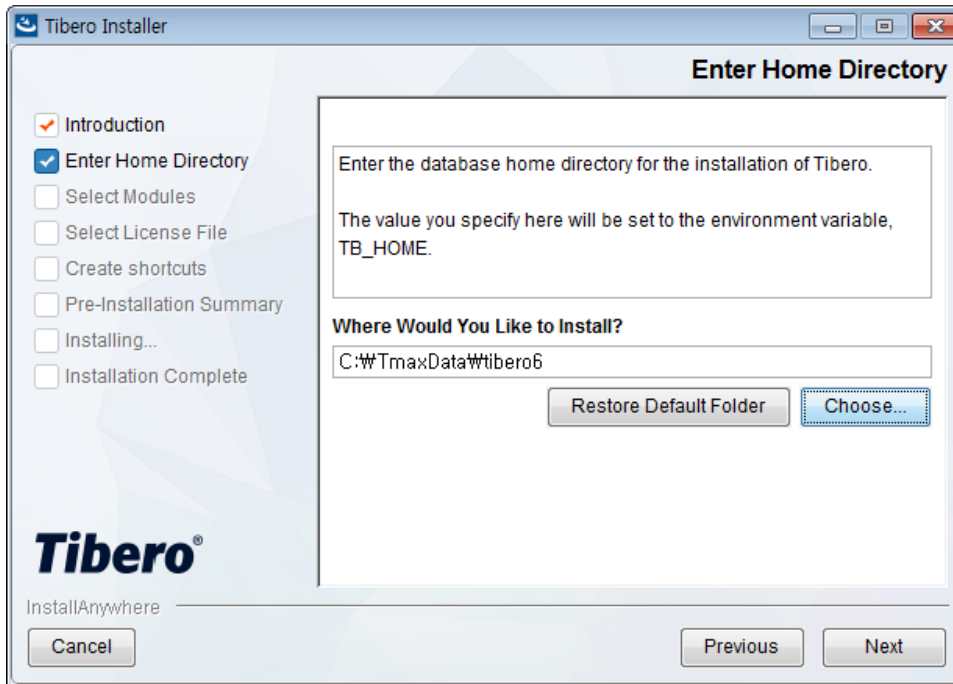 Tibero Installer
Enter Home Directory
Introduction
Enter Home Directory
Select Modules
Select License File
Create shortcuts
Pre-Installation Summary
Installing...
Installation Complete
Enter the database home directory for the installation of Tibero.
The value you specify here will be set to the environment variable,
TB_HOME.
Where Would You Like to Install?
C:₩TmaxData₩tibero6
Restore Default Folder
Choose...
Tibero®
InstallAnywhere
Cancel
Previous
Next